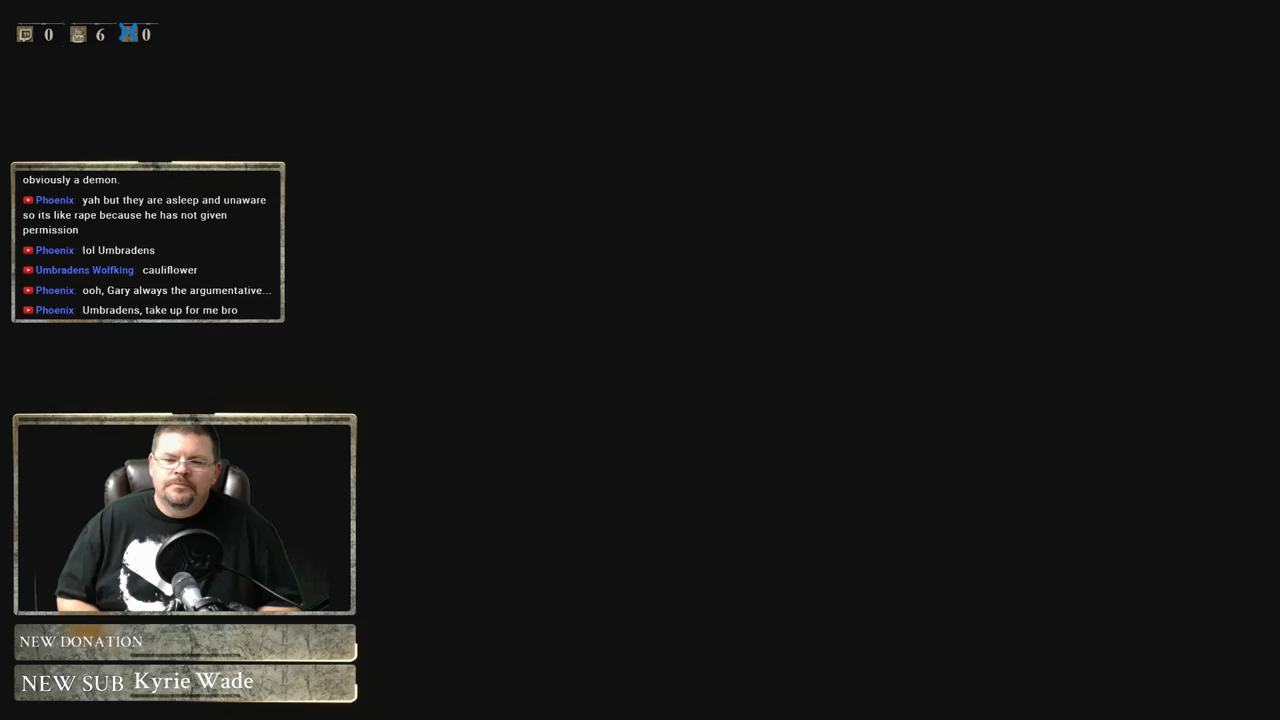 0 6 0
obviously a demon.
Phoenix: yah but they are asleep and unaware
so its like rape because he has not given
permission
Phoenix: lol Umbradens
Umbradens Wolfking: cauliflower
Phoenix: ooh, Gary always the argumentative...
Phoenix: Umbradens, take up for me bro
NEW DONATION
NEW SUB Kyrie Wade